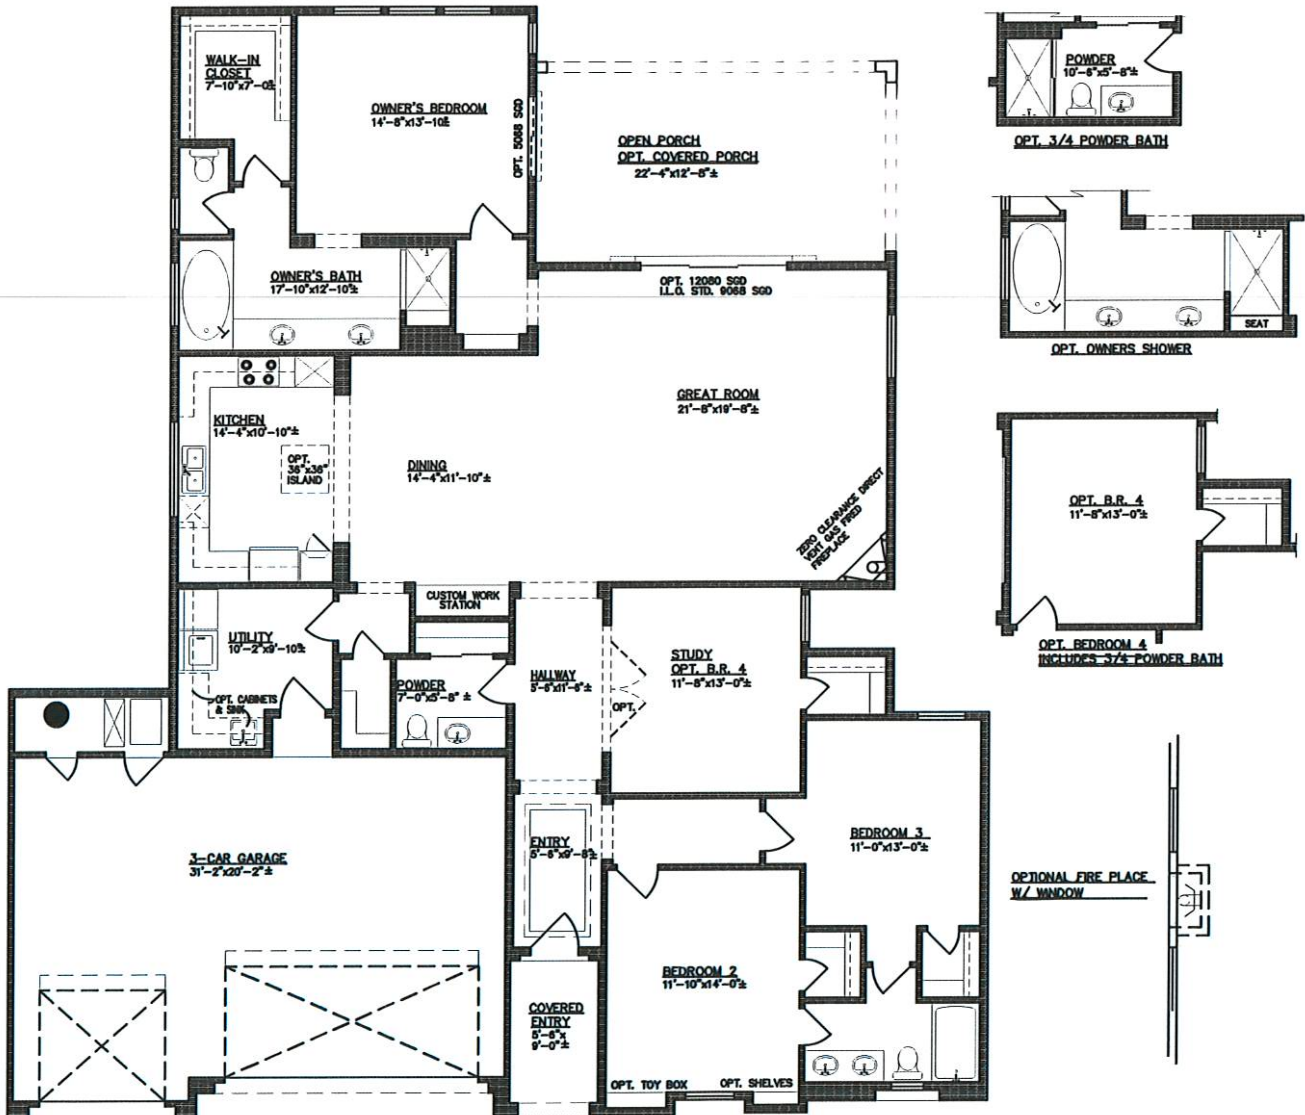 WALK-IN
CLOSET
7'-10"x7'-0"±
OWNER'S BEDROOM
14'-8"x13'-10"±
OPT. 5068 SGD
OPEN PORCH
OPT. COVERED PORCH
22'-4"x12'-8"±
POWDER
10'-6"x5'-8"±
OPT. 3/4 POWDER BATH
OWNER'S BATH
17'-10"x12'-10"±
OPT. 12080 SGD
I.L.O. STD. 9068 SGD
SEAT
OPT. OWNERS SHOWER
KITCHEN
14'-4"x10'-10"±
OPT.
36"x36"
ISLAND
DINING
14'-4"x11'-10"±
GREAT ROOM
21'-8"x19'-8"±
ZERO CLEARANCE DIRECT
VENT GAS FIRED
FIREPLACE
OPT. B.R. 4
11'-8"x13'-0"±
OPT. BEDROOM 4
INCLUDES 3/4 POWDER BATH
CUSTOM WORK
STATION
UTILITY
10'-2"x9'-10"±
OPT. CABINETS
& SINK
POWDER
7'-0"x5'-8"±
HALLWAY
5'-6"x11'-6"±
OPT.
STUDY
OPT. B.R. 4
11'-8"x13'-0"±
3-CAR GARAGE
31'-2"x20'-2"±
ENTRY
5'-6"x9'-8"±
BEDROOM 3
11'-0"x13'-0"±
OPTIONAL FIRE PLACE
W/ WINDOW
BEDROOM 2
11'-10"x14'-0"±
COVERED
ENTRY
5'-6"x
9'-0"±
OPT. TOY BOX
OPT. SHELVES